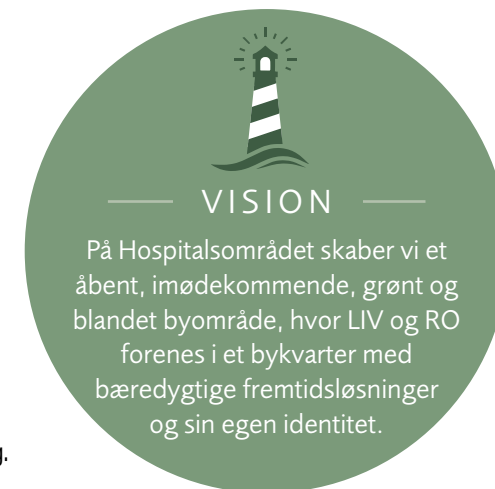 VISION
På Hospitalsområdet skaber vi et
åbent, imødekommende, grønt og
blandet byområde, hvor LIV og RO
forenes i et bykvarter med
bæredygtige fremtidsløsninger
og sin egen identitet.